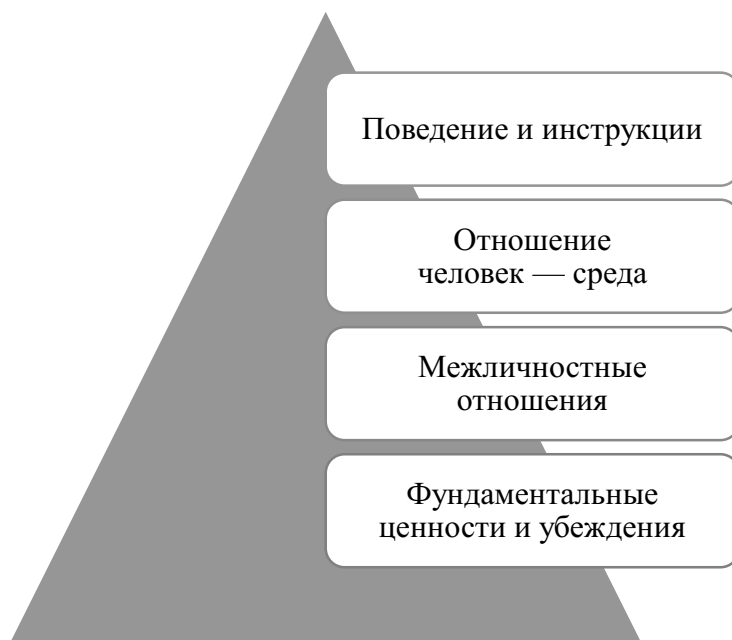 Поведение и инструкции
Отношение
человек — среда
Межличностные
отношения
Фундаментальные
ценности и убеждения